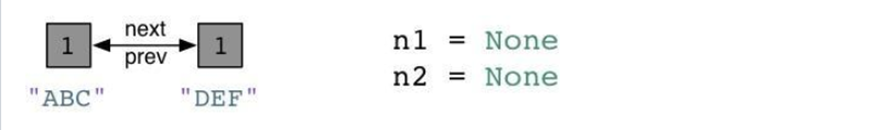 next
1 1
prev
"ABC" "DEF"
n1 = None
n2 = None